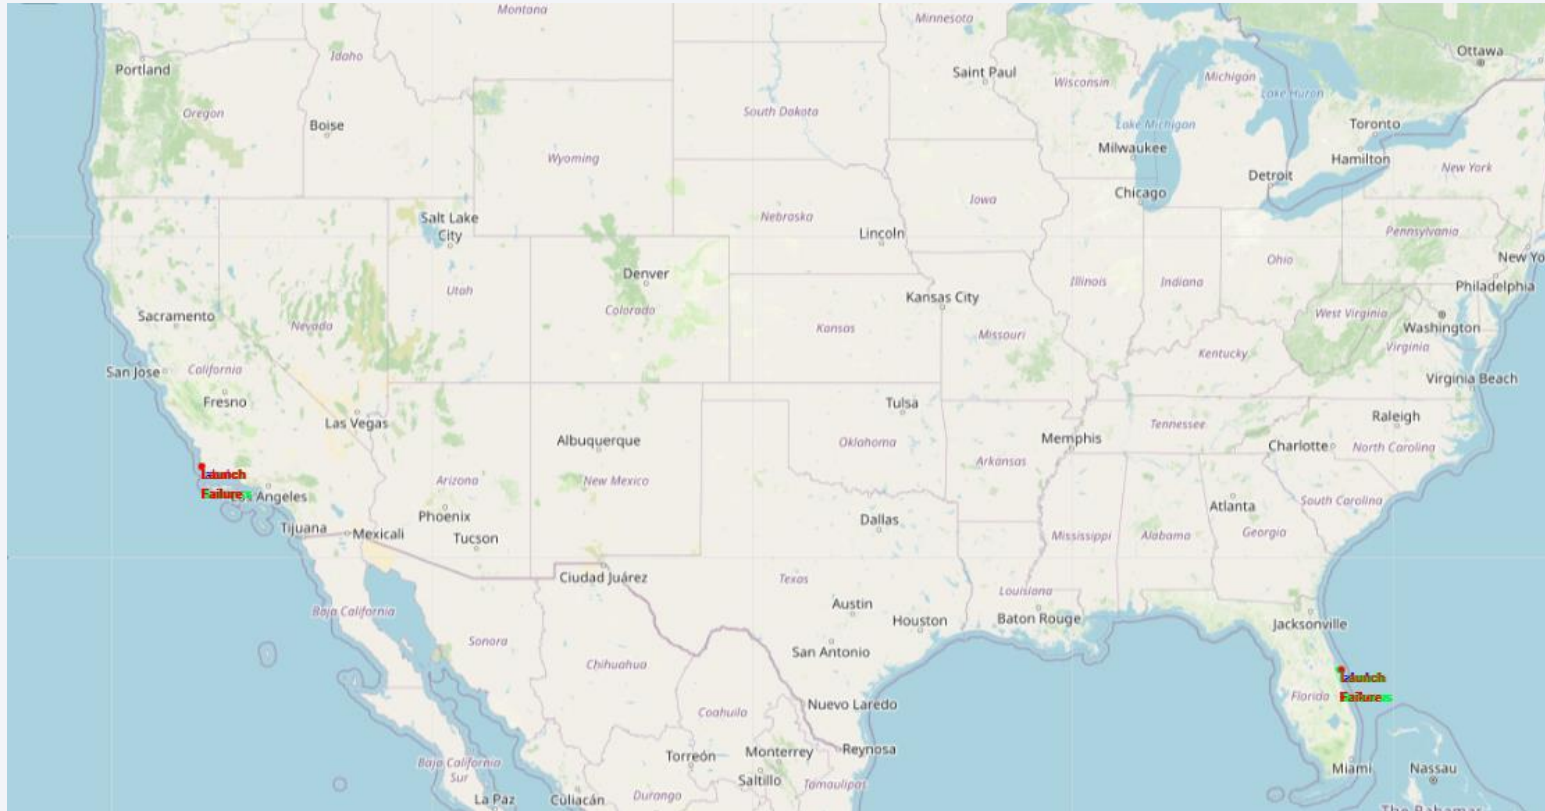 Montana
Minnesota
Ottawa
Portland
Idaho
Saint Paul
Wisconsin
Michigan
Lake Huron
Oregon
Boise
South Dakota
Lake Michigan
Toronto
Milwaukee
Hamilton
Wyoming
New York
Detroit
Chicago
Iowa
Salt Lake
City
Nebraska
Lincoln
Pennsylvania
Ohio
New Yo
Denver
Utah
Illinois
Indiana
Philadelphia
Kansas City
Colorado
Sacramento
Nevada
Kansas
Missouri
West Virginia
Washington
Virginia
Kentucky
San Jose
California
Virginia Beach
Fresno
Tulsa
Las Vegas
Raleigh
Tennessee
Albuquerque
Oklahoma
Memphis
Charlotte
North Carolina
Arkansas
Launch
Failure
Los Angeles
Arizona
New Mexico
South Carolina
Atlanta
Phoenix
Dallas
Georgia
Tijuana
Mexicali
Tucson
Mississippi
Alabama
Ciudad Juárez
Texas
Louisiana
Austin
Baja California
Houston
Baton Rouge
Jacksonville
Sonora
San Antonio
Chihuahua
Launch
Failure
Florida
Nuevo Laredo
Coahuila
Torreón
Monterrey
Reynosa
Baja California
Sur
Saltillo
Tamaulipas
Miami
Nassau
La Paz
Culiacán
Durango
The Bahamas